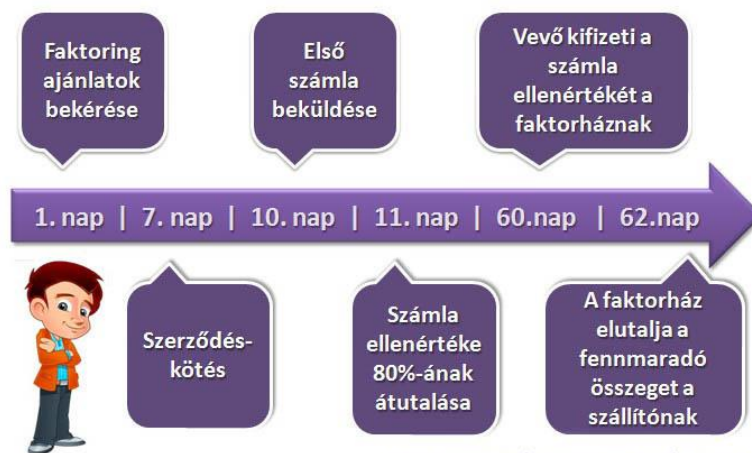 Faktoring
ajánlatok
bekérése
Első
számla
beküldése
Vevő kifizeti a
számla
ellenértékét a
faktorháznak
1. nap | 7. nap | 10. nap | 11. nap | 60.nap | 62.nap
Szerződés-
kötés
Számla
ellenértéke
80%-ának
átutalása
A faktorház
elutalja a
fennmaradó
összeget a
szállítónak